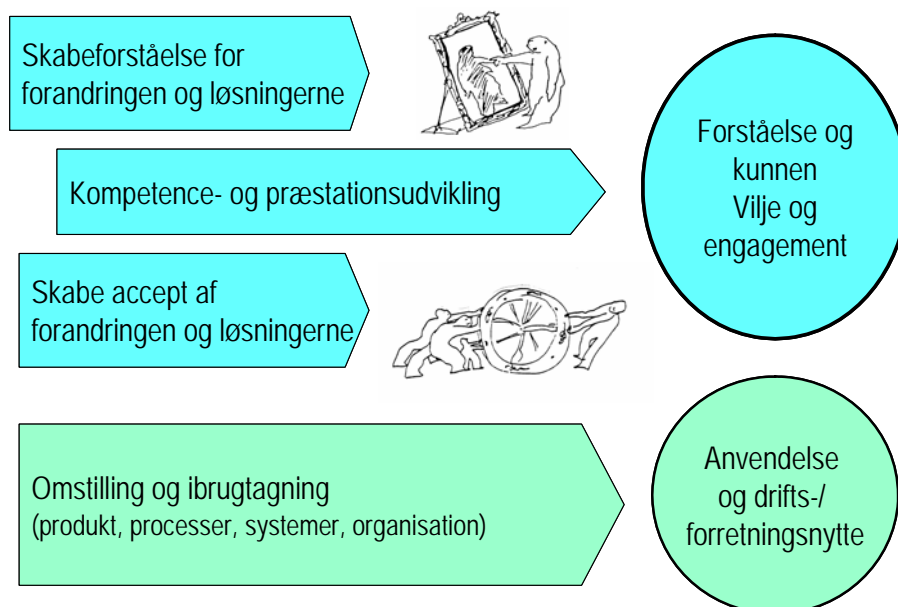 Skabeforståelse for
forandringen og løsningerne
Kompetence- og præstationsudvikling
Skabe accept af
forandringen og løsningerne
Forståelse og
kunnen
Vilje og
engagement
Omstilling og ibrugtagning
(produkt, processer, systemer, organisation)
Anvendelse
og drifts-/
forretningsnytte